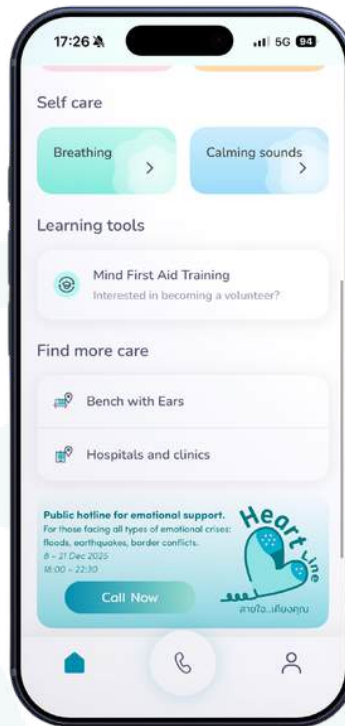 17:26
5G 94
Self care
Breathing
Calming sounds
Learning tools
Mind First Aid Training
Interested in becoming a volunteer?
Find more care
Bench with Ears
Hospitals and clinics
Public hotline for emotional support.
For those facing all types of emotional crises:
floods, earthquakes, border conflicts.
8 – 21 Dec 2025
18:00 – 22:30
Call Now
Heart Line
สายใจ...เคียงคุณ